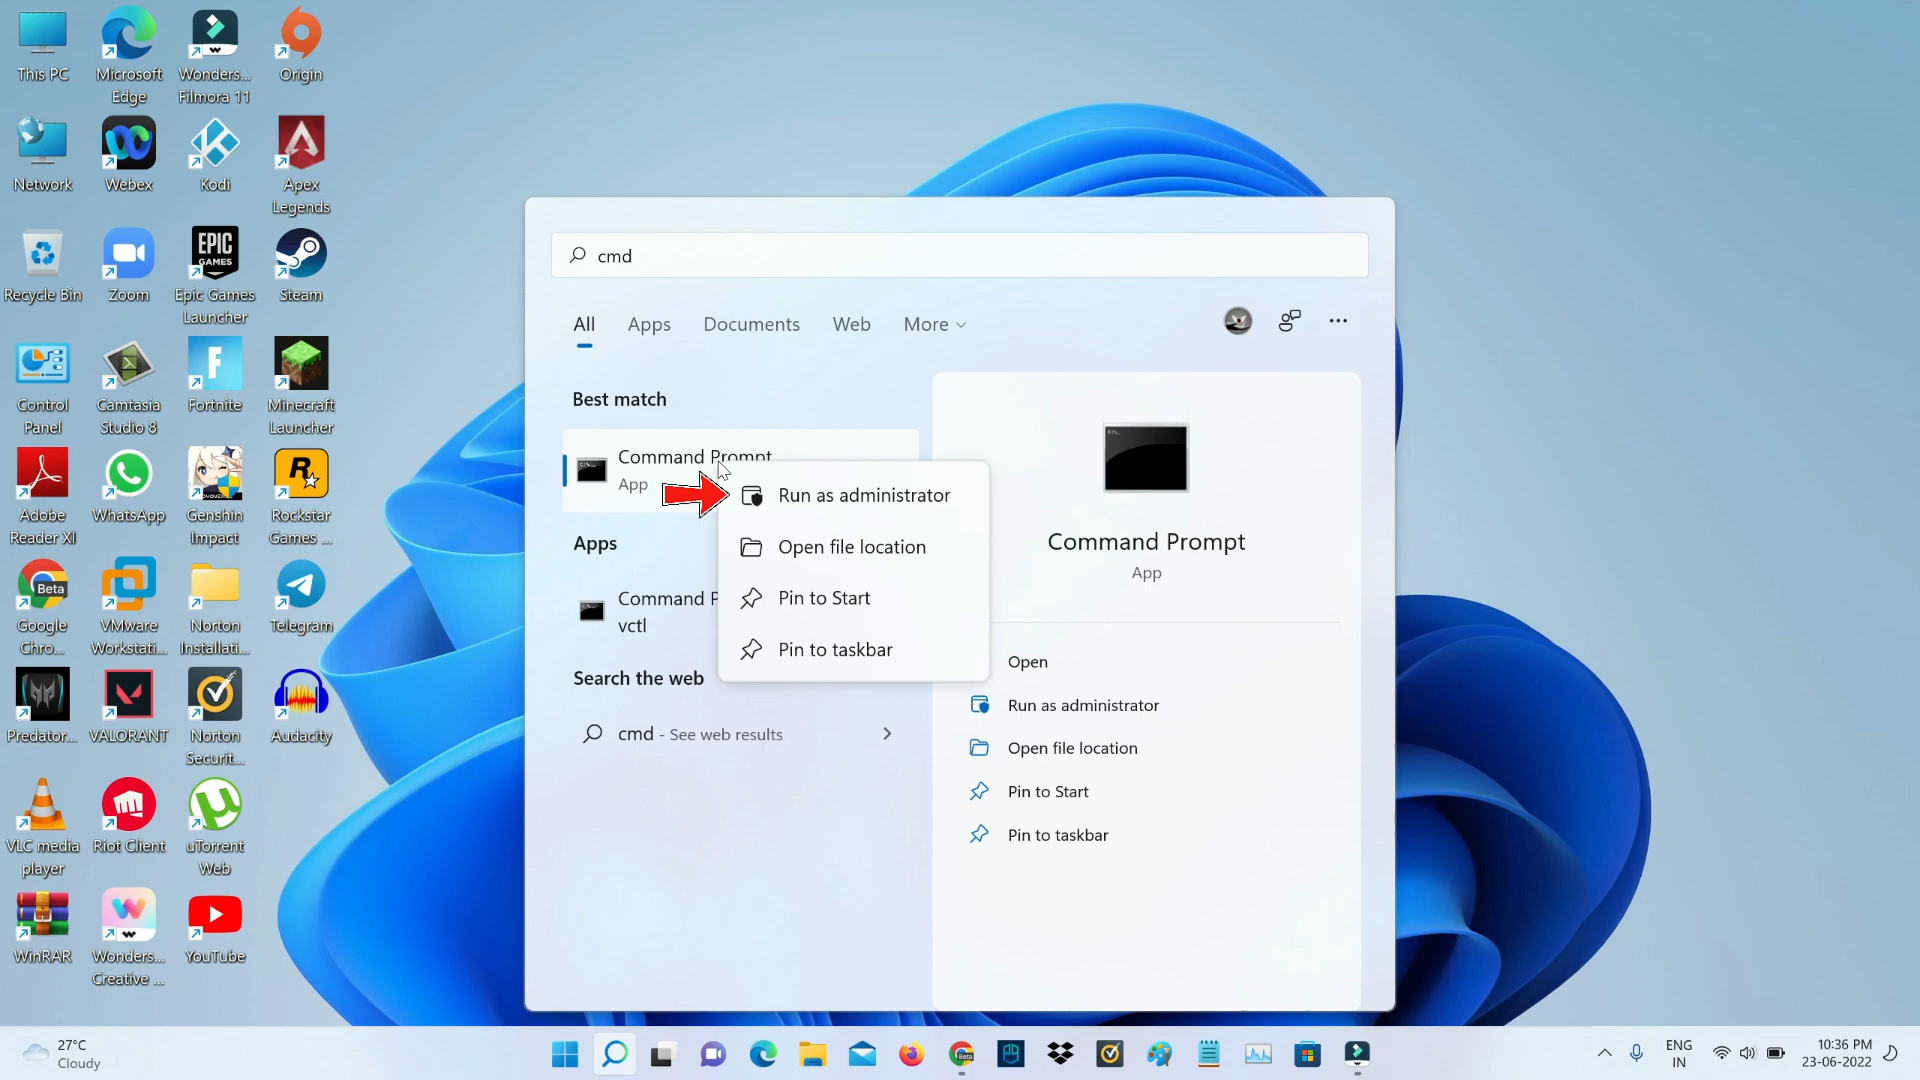 This PC
Microsoft
Edge
Wonders...
Filmora 11
Origin
Network
Webex
Kodi
Apex
Legends
Recycle Bin
Zoom
EPIC
GAMES
Epic Games
Launcher
Steam
Control
Panel
Camtasia
Studio 8
Fortnite
Minecraft
Launcher
Adobe
Reader XI
WhatsApp
Genshin
Impact
Rockstar
Games ...
Beta
Google
Chro...
VMware
Workstati...
Norton
Installati...
Telegram
Predator...
VALORANT
Norton
Securit...
Audacity
VLC media
player
Riot Client
uTorrent
Web
WinRAR
Wonders...
Creative ...
YouTube
cmd
All
Apps
Documents
Web
More
Best match
Command Prompt
App
Apps
Command P
vctl
Search the web
cmd - See web results
Run as administrator
Open file location
Pin to Start
Pin to taskbar
Command Prompt
App
Open
Run as administrator
Open file location
Pin to Start
Pin to taskbar
27°C
Cloudy
Beta
ENG
IN
10:36 PM
23-06-2022